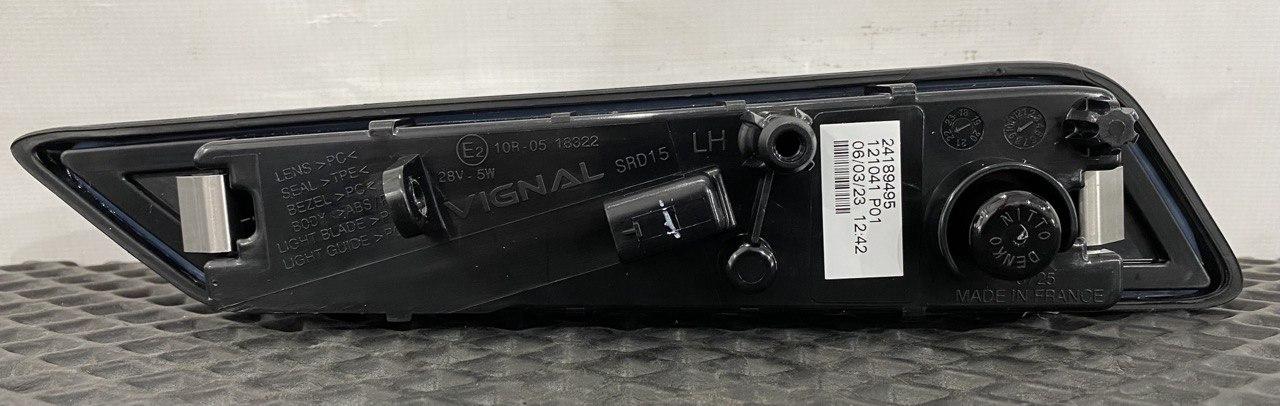 LENS >PC<
SEAL >TPE<
BEZEL >PC<
BODY >ABS
LIGHT BLADE >P
LIGHT GUIDE >P
E2 10R-05 18322
28V - 5W
VIGNAL
SRD15
LH
24189495
121041 P01
06/03/23 12:42
NITTO
DENKO
MADE IN FRANCE